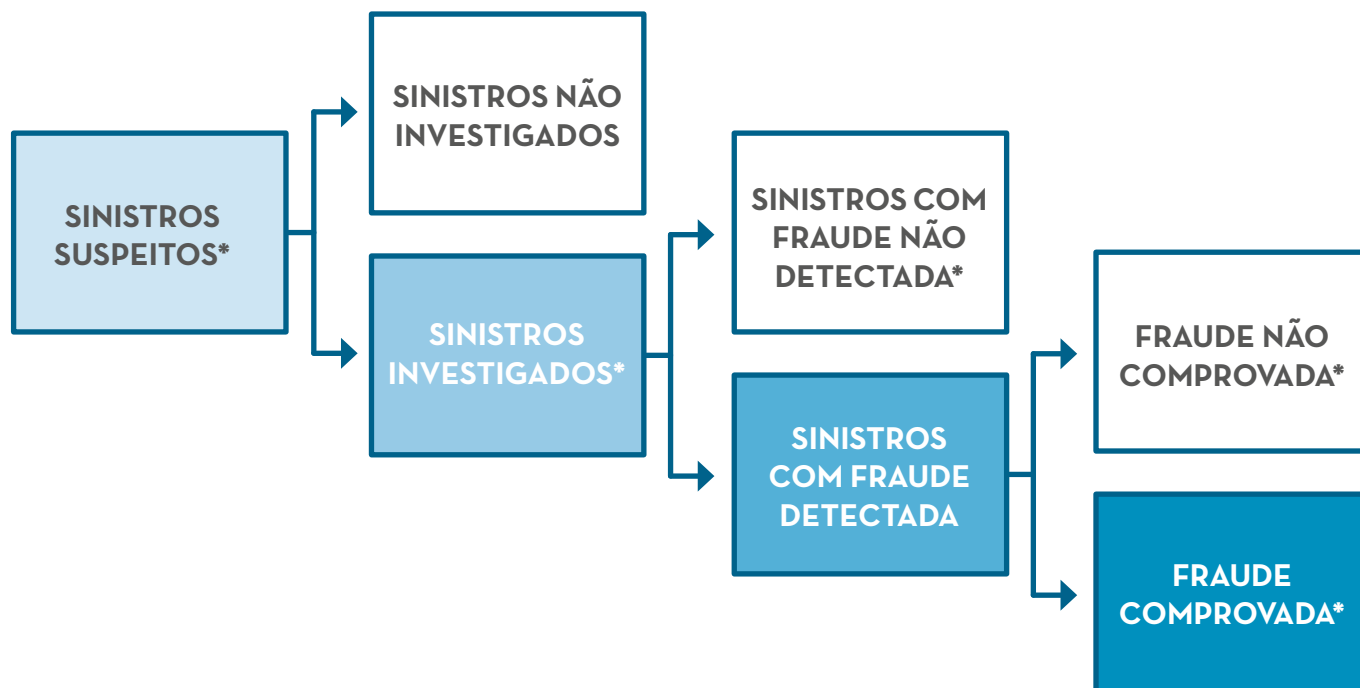 SINISTROS
SUSPEITOS*
SINISTROS NÃO
INVESTIGADOS
SINISTROS
INVESTIGADOS*
SINISTROS COM
FRAUDE NÃO
DETECTADA*
SINISTROS
COM FRAUDE
DETECTADA
FRAUDE NÃO
COMPROVADA*
FRAUDE
COMPROVADA*